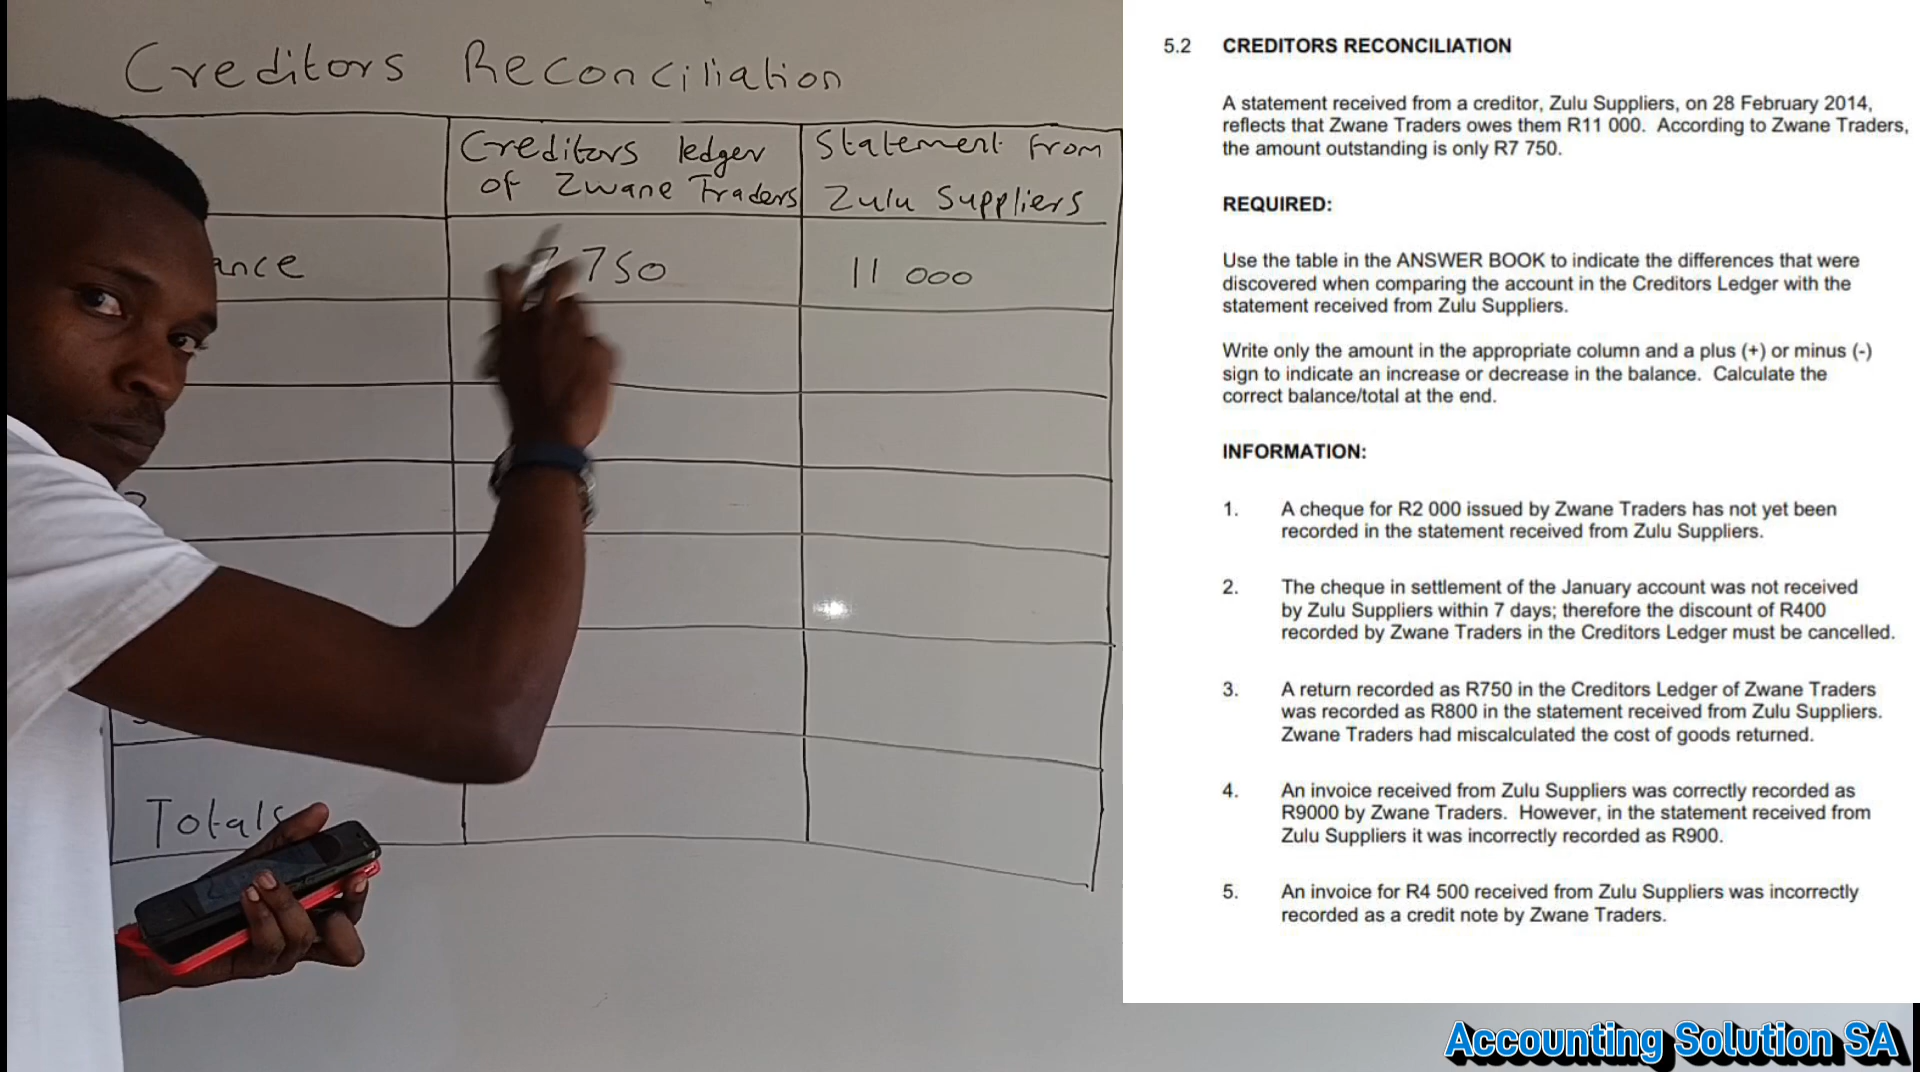 Creditors Reconciliation
Creditors ledger
of Zwane Traders
Statement from
Zulu Suppliers
750
11 000
Totals
5.2 CREDITORS RECONCILIATION
A statement received from a creditor, Zulu Suppliers, on 28 February 2014,
reflects that Zwane Traders owes them R11 000. According to Zwane Traders,
the amount outstanding is only R7 750.
REQUIRED:
Use the table in the ANSWER BOOK to indicate the differences that were
discovered when comparing the account in the Creditors Ledger with the
statement received from Zulu Suppliers.
Write only the amount in the appropriate column and a plus (+) or minus (-)
sign to indicate an increase or decrease in the balance. Calculate the
correct balance/total at the end.
INFORMATION:
1. A cheque for R2 000 issued by Zwane Traders has not yet been
recorded in the statement received from Zulu Suppliers.
2. The cheque in settlement of the January account was not received
by Zulu Suppliers within 7 days; therefore the discount of R400
recorded by Zwane Traders in the Creditors Ledger must be cancelled.
3. A return recorded as R750 in the Creditors Ledger of Zwane Traders
was recorded as R800 in the statement received from Zulu Suppliers.
Zwane Traders had miscalculated the cost of goods returned.
4. An invoice received from Zulu Suppliers was correctly recorded as
R9000 by Zwane Traders. However, in the statement received from
Zulu Suppliers it was incorrectly recorded as R900.
5. An invoice for R4 500 received from Zulu Suppliers was incorrectly
recorded as a credit note by Zwane Traders.
Accounting Solution SA